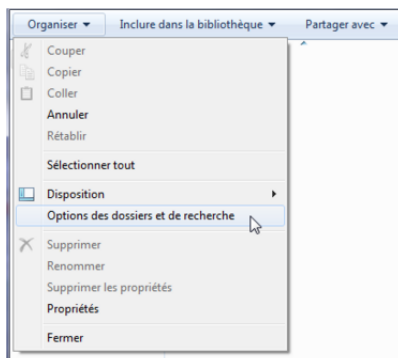 Organiser Inclure dans la bibliothèque Partager avec
Couper
Copier
Coller
Annuler
Rétablir
Sélectionner tout
Disposition
Options des dossiers et de recherche
Supprimer
Renommer
Supprimer les propriétés
Propriétés
Fermer